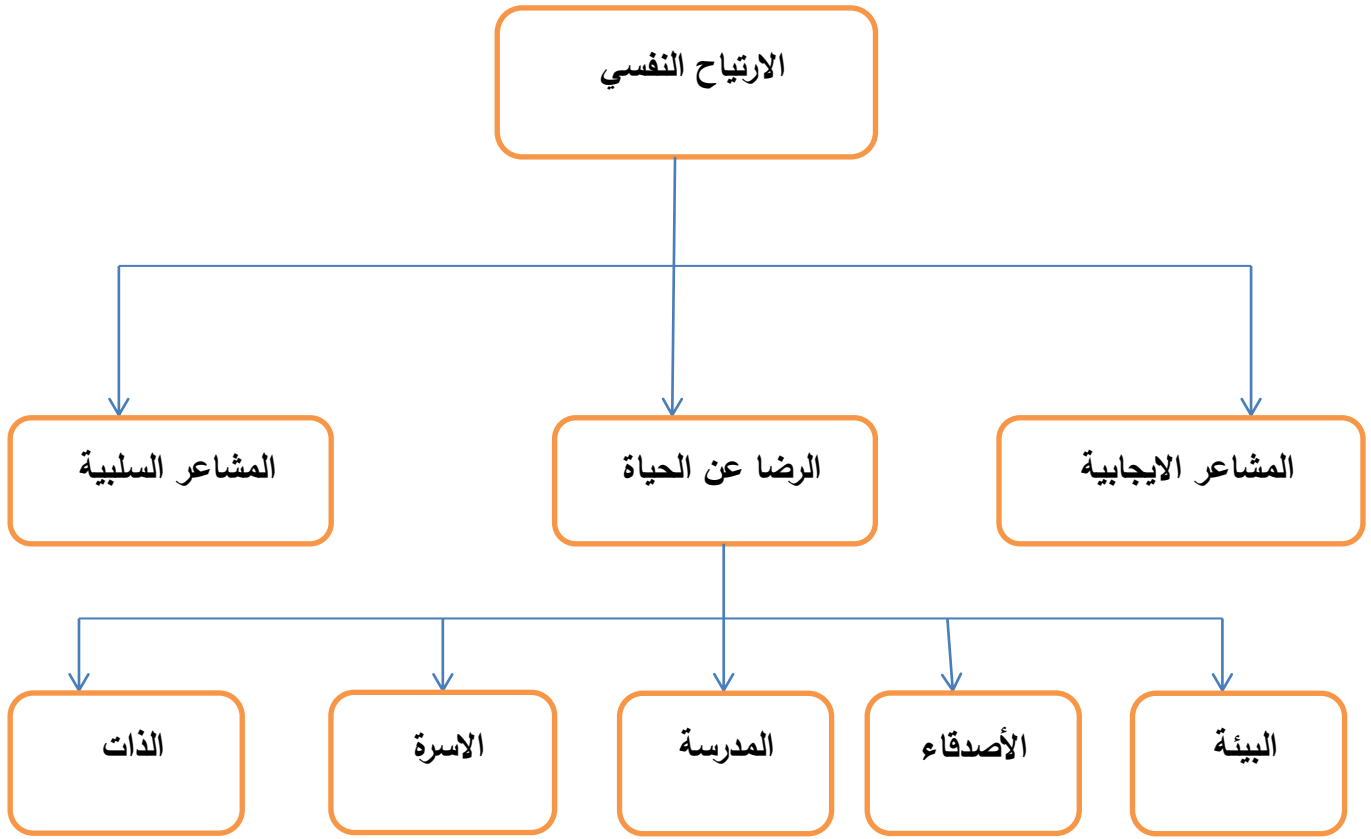 الارتياح النفسي
المشاعر الايجابية
الرضا عن الحياة
المشاعر السلبية
البيئة
الأصدقاء
المدرسة
الاسرة
الذات